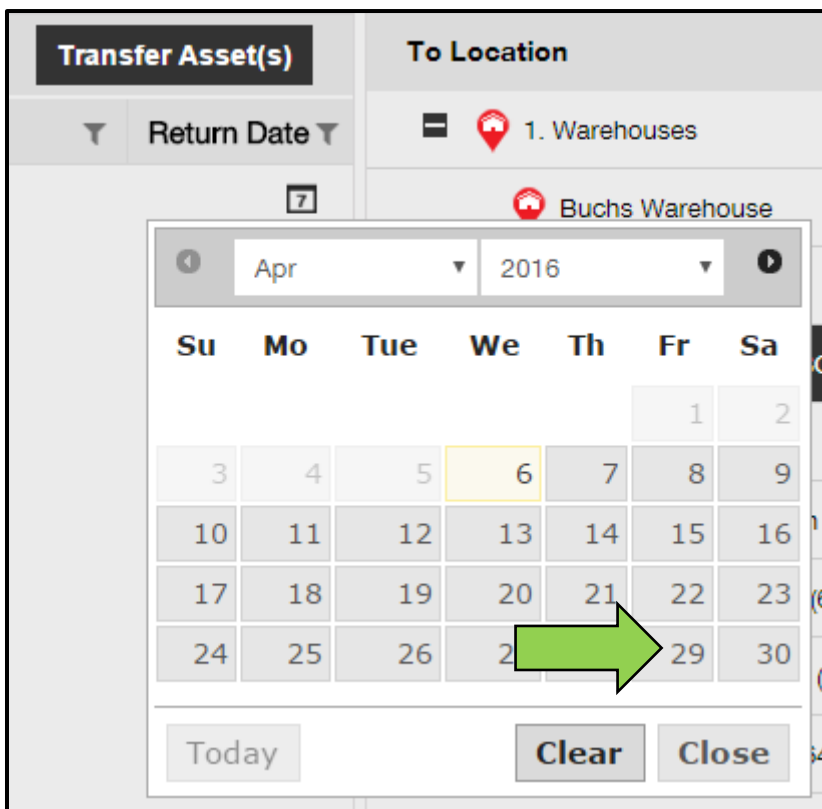 Transfer Asset(s)
To Location
Return Date
1. Warehouses
7
Buchs Warehouse
Apr 2016
Su Mo Tue We Th Fr Sa
1 2
3 4 5 6 7 8 9
10 11 12 13 14 15 16
17 18 19 20 21 22 23
24 25 26 29 30
Today Clear Close